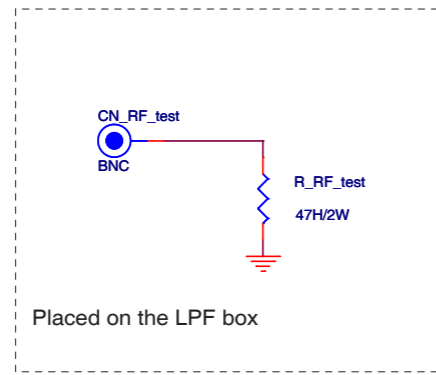 CN_RF_test
BNC
R_RF_test
47H/2W
Placed on the LPF box